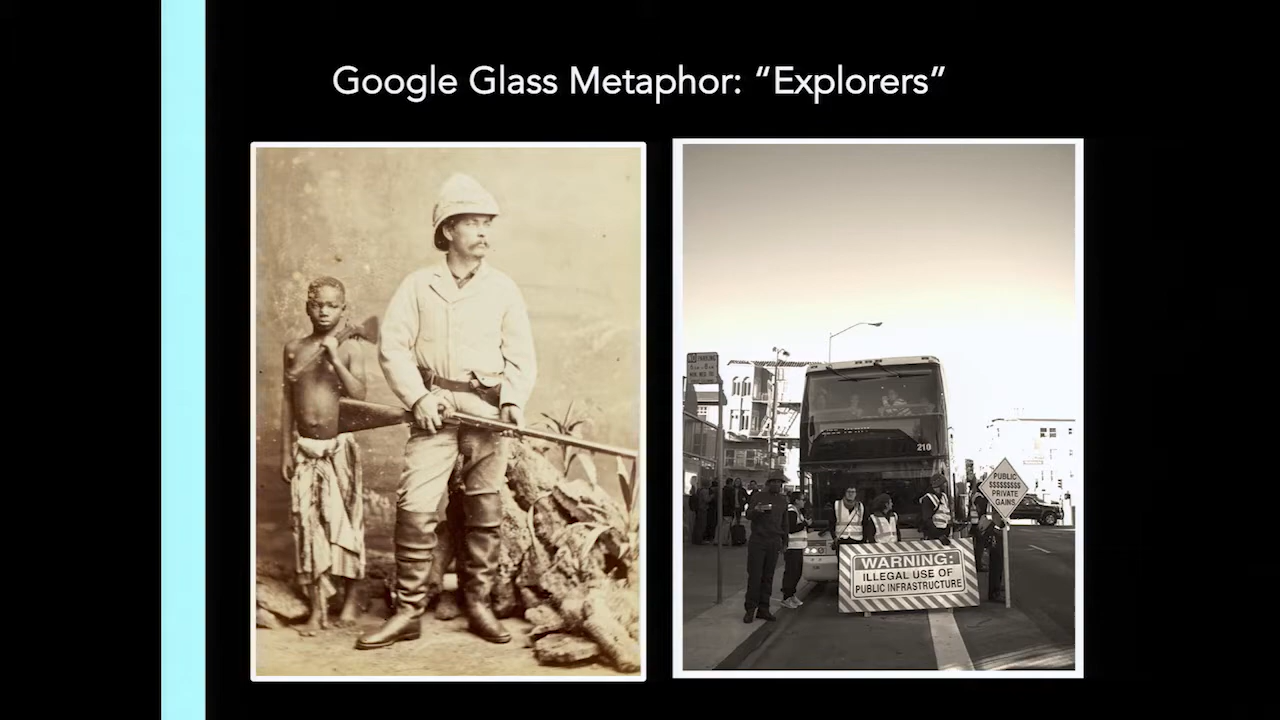 Google Glass Metaphor: “Explorers”
210
PUBLIC
$$$$$$$$$
PRIVATE
GAINS
WARNING:
ILLEGAL USE OF
PUBLIC INFRASTRUCTURE